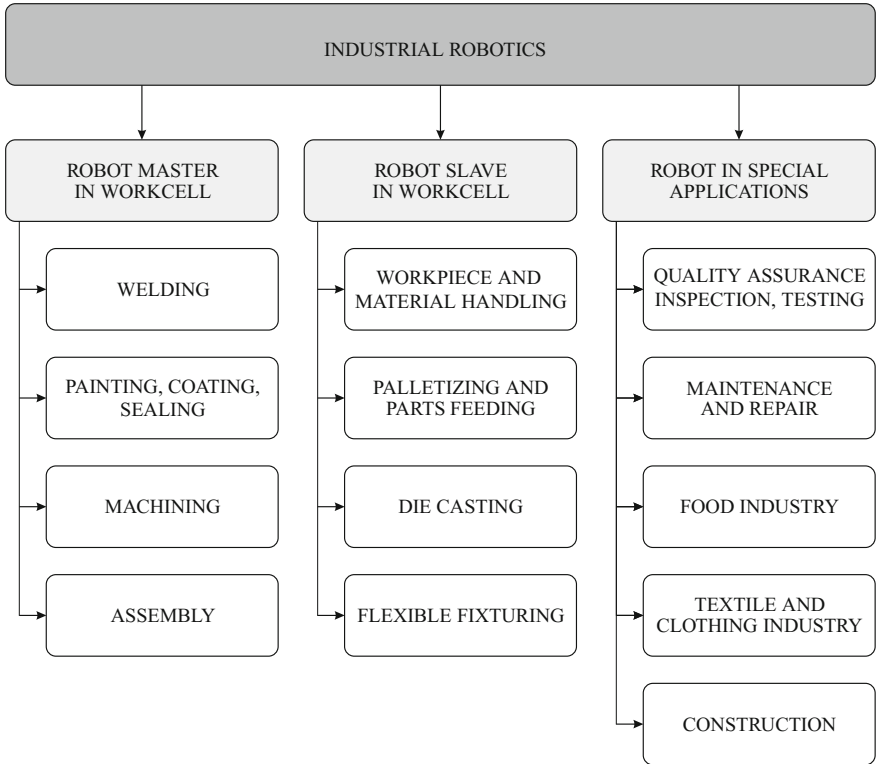 INDUSTRIAL ROBOTICS
ROBOT MASTER
IN WORKCELL
WELDING
PAINTING, COATING,
SEALING
MACHINING
ASSEMBLY
ROBOT SLAVE
IN WORKCELL
WORKPIECE AND
MATERIAL HANDLING
PALLETIZING AND
PARTS FEEDING
DIE CASTING
FLEXIBLE FIXTURING
ROBOT IN SPECIAL
APPLICATIONS
QUALITY ASSURANCE
INSPECTION, TESTING
MAINTENANCE
AND REPAIR
FOOD INDUSTRY
TEXTILE AND
CLOTHING INDUSTRY
CONSTRUCTION